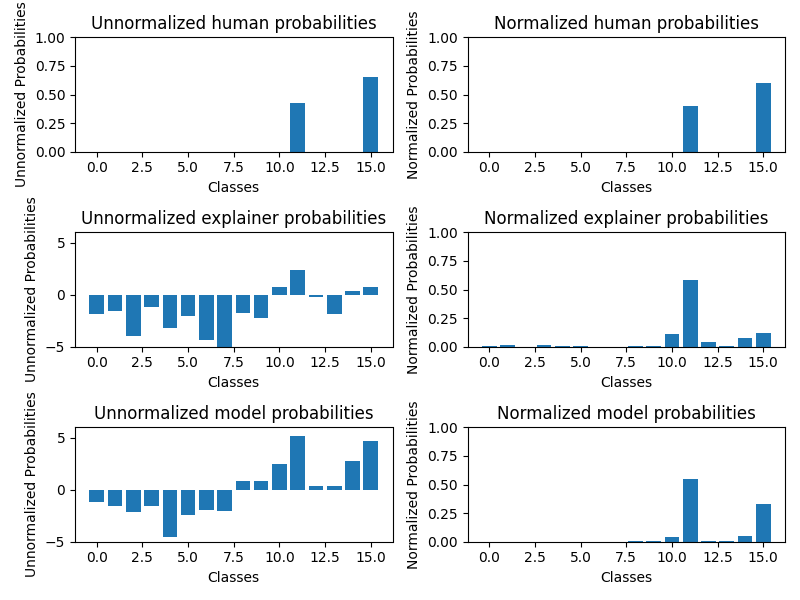 Unnormalized human probabilities
Unnormalized Probabilities
1.00
0.75
0.50
0.25
0.00
0.0 2.5 5.0 7.5 10.0 12.5 15.0
Classes
Normalized human probabilities
Normalized Probabilities
1.00
0.75
0.50
0.25
0.00
0.0 2.5 5.0 7.5 10.0 12.5 15.0
Classes
Unnormalized explainer probabilities
Unnormalized Probabilities
5
0
−5
0.0 2.5 5.0 7.5 10.0 12.5 15.0
Classes
Normalized explainer probabilities
Normalized Probabilities
1.00
0.75
0.50
0.25
0.00
0.0 2.5 5.0 7.5 10.0 12.5 15.0
Classes
Unnormalized model probabilities
Unnormalized Probabilities
5
0
−5
0.0 2.5 5.0 7.5 10.0 12.5 15.0
Classes
Normalized model probabilities
Normalized Probabilities
1.00
0.75
0.50
0.25
0.00
0.0 2.5 5.0 7.5 10.0 12.5 15.0
Classes